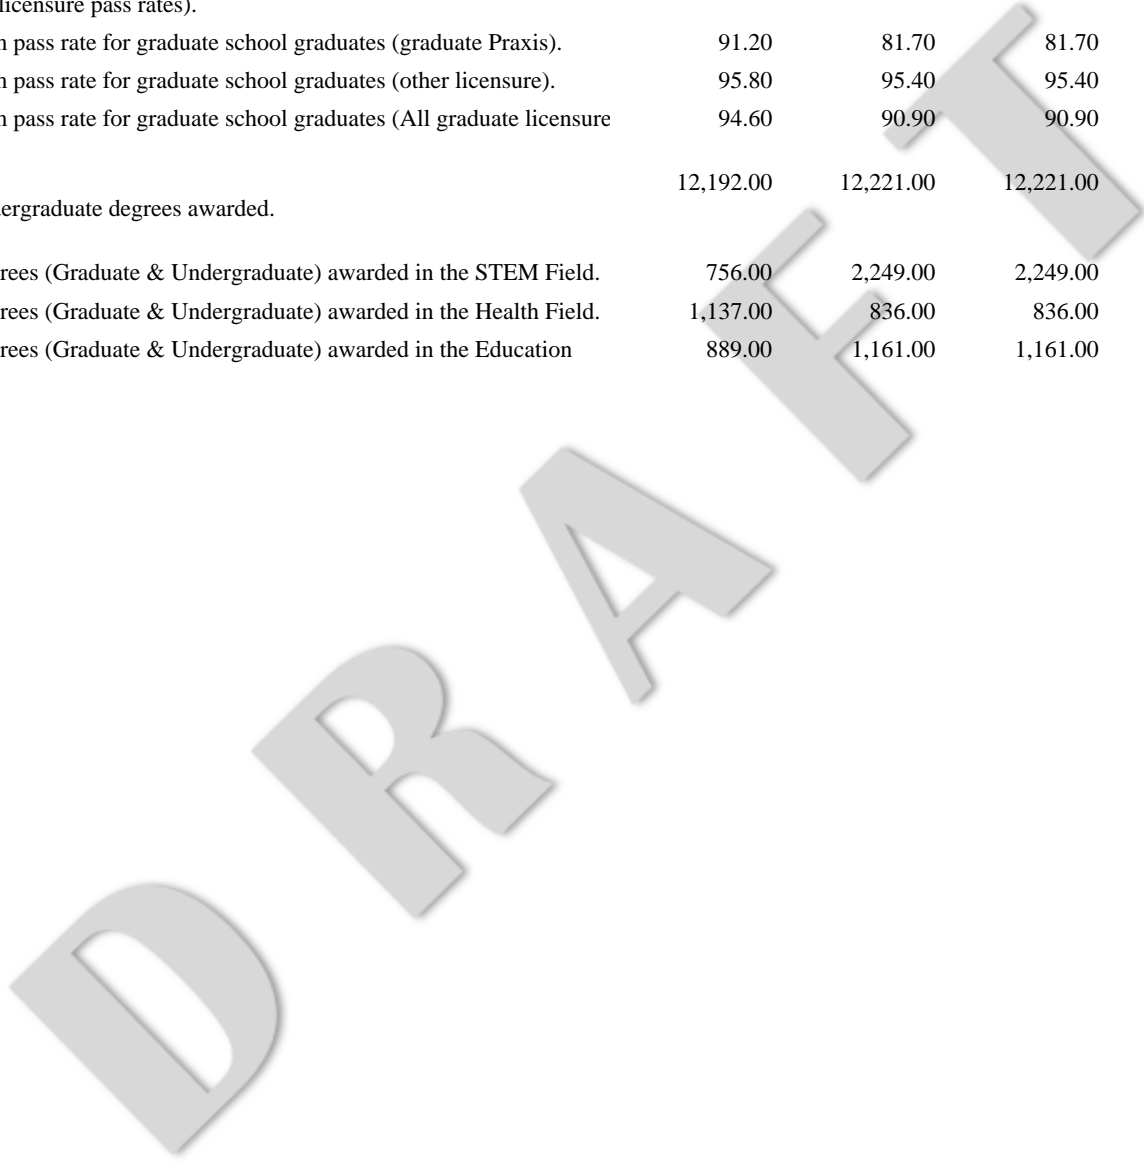 licensure pass rates).
n pass rate for graduate school graduates (graduate Praxis). 91.20 81.70 81.70
n pass rate for graduate school graduates (other licensure). 95.80 95.40 95.40
n pass rate for graduate school graduates (All graduate licensure 94.60 90.90 90.90
12,192.00 12,221.00 12,221.00
dergraduate degrees awarded.
rees (Graduate & Undergraduate) awarded in the STEM Field. 756.00 2,249.00 2,249.00
rees (Graduate & Undergraduate) awarded in the Health Field. 1,137.00 836.00 836.00
rees (Graduate & Undergraduate) awarded in the Education 889.00 1,161.00 1,161.00
DRAFT